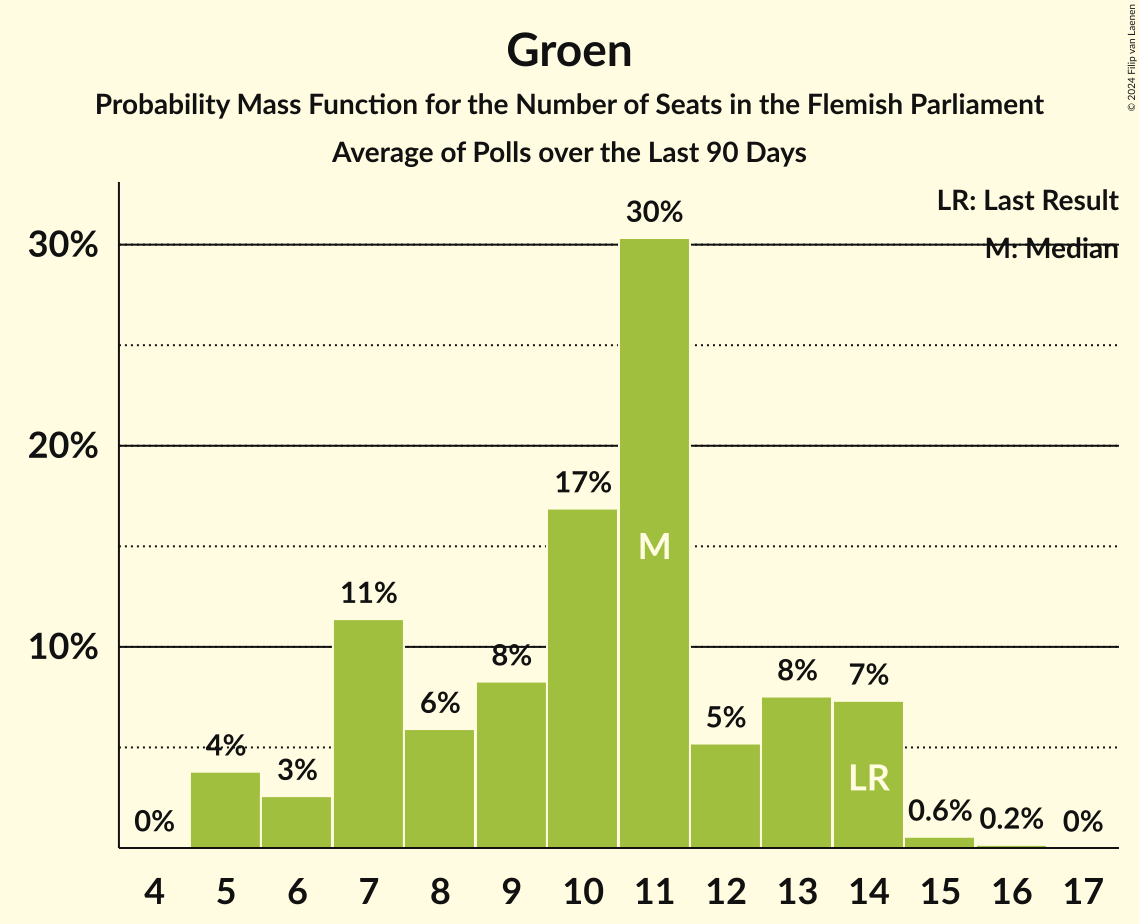 © 2024 Filip van Laenen
Groen
Probability Mass Function for the Number of Seats in the Flemish Parliament
Average of Polls over the Last 90 Days
LR: Last Result
M: Median
30%
20%
10%
0%
4%
3%
11%
6%
8%
17%
30%
5%
8%
7%
0.6%
0.2%
0%
M
LR
4 5 6 7 8 9 10 11 12 13 14 15 16 17